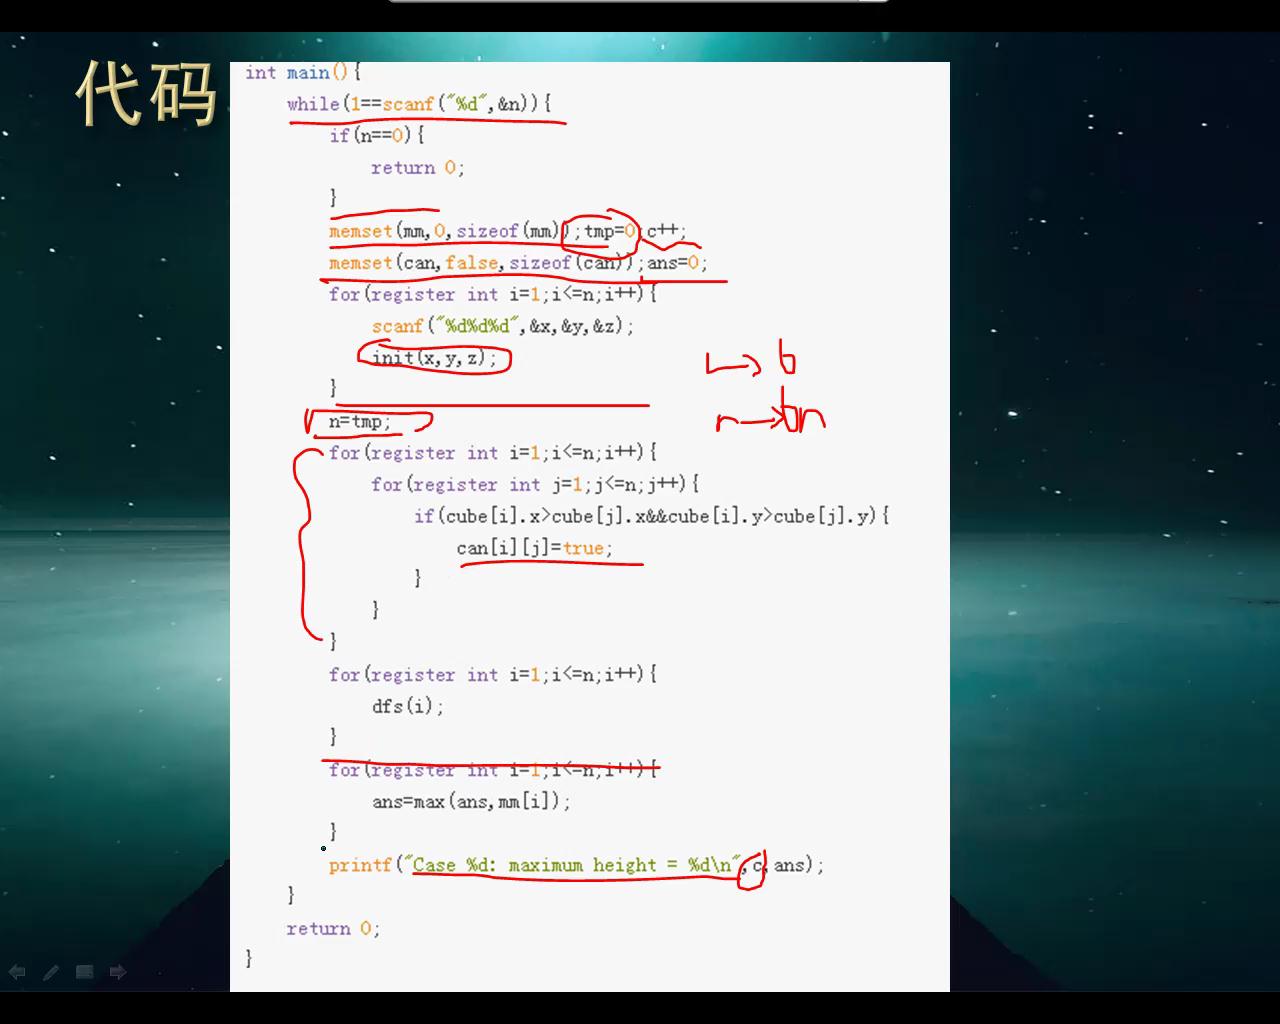 代码
int main(){
while(1==scanf("%d",&n)){
if(n==0){
return 0;
}
memset(mm,0,sizeof(mm));tmp=0;c++;
memset(can,false,sizeof(can));ans=0;
for(register int i=1;i<=n;i++){
scanf("%d%d%d",&x,&y,&z);
init(x,y,z);
1→6
}
n→6n
n=tmp;
for(register int i=1;i<=n;i++){
for(register int j=1;j<=n;j++){
if(cube[i].x>cube[j].x&&cube[i].y>cube[j].y){
can[i][j]=true;
}
}
}
for(register int i=1;i<=n;i++){
dfs(i);
}
for(register int i=1;i<=n;i++){
ans=max(ans,mm[i]);
}
printf("Case %d: maximum height = %d\n",c,ans);
}
return 0;
}